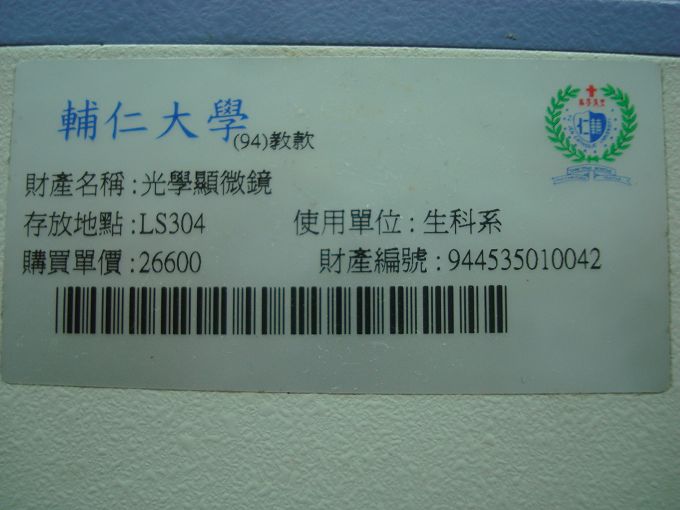 輔仁大學(94)教款
財產名稱:光學顯微鏡
存放地點:LS304 使用單位:生科系
購買單價:26600 財產編號:944535010042